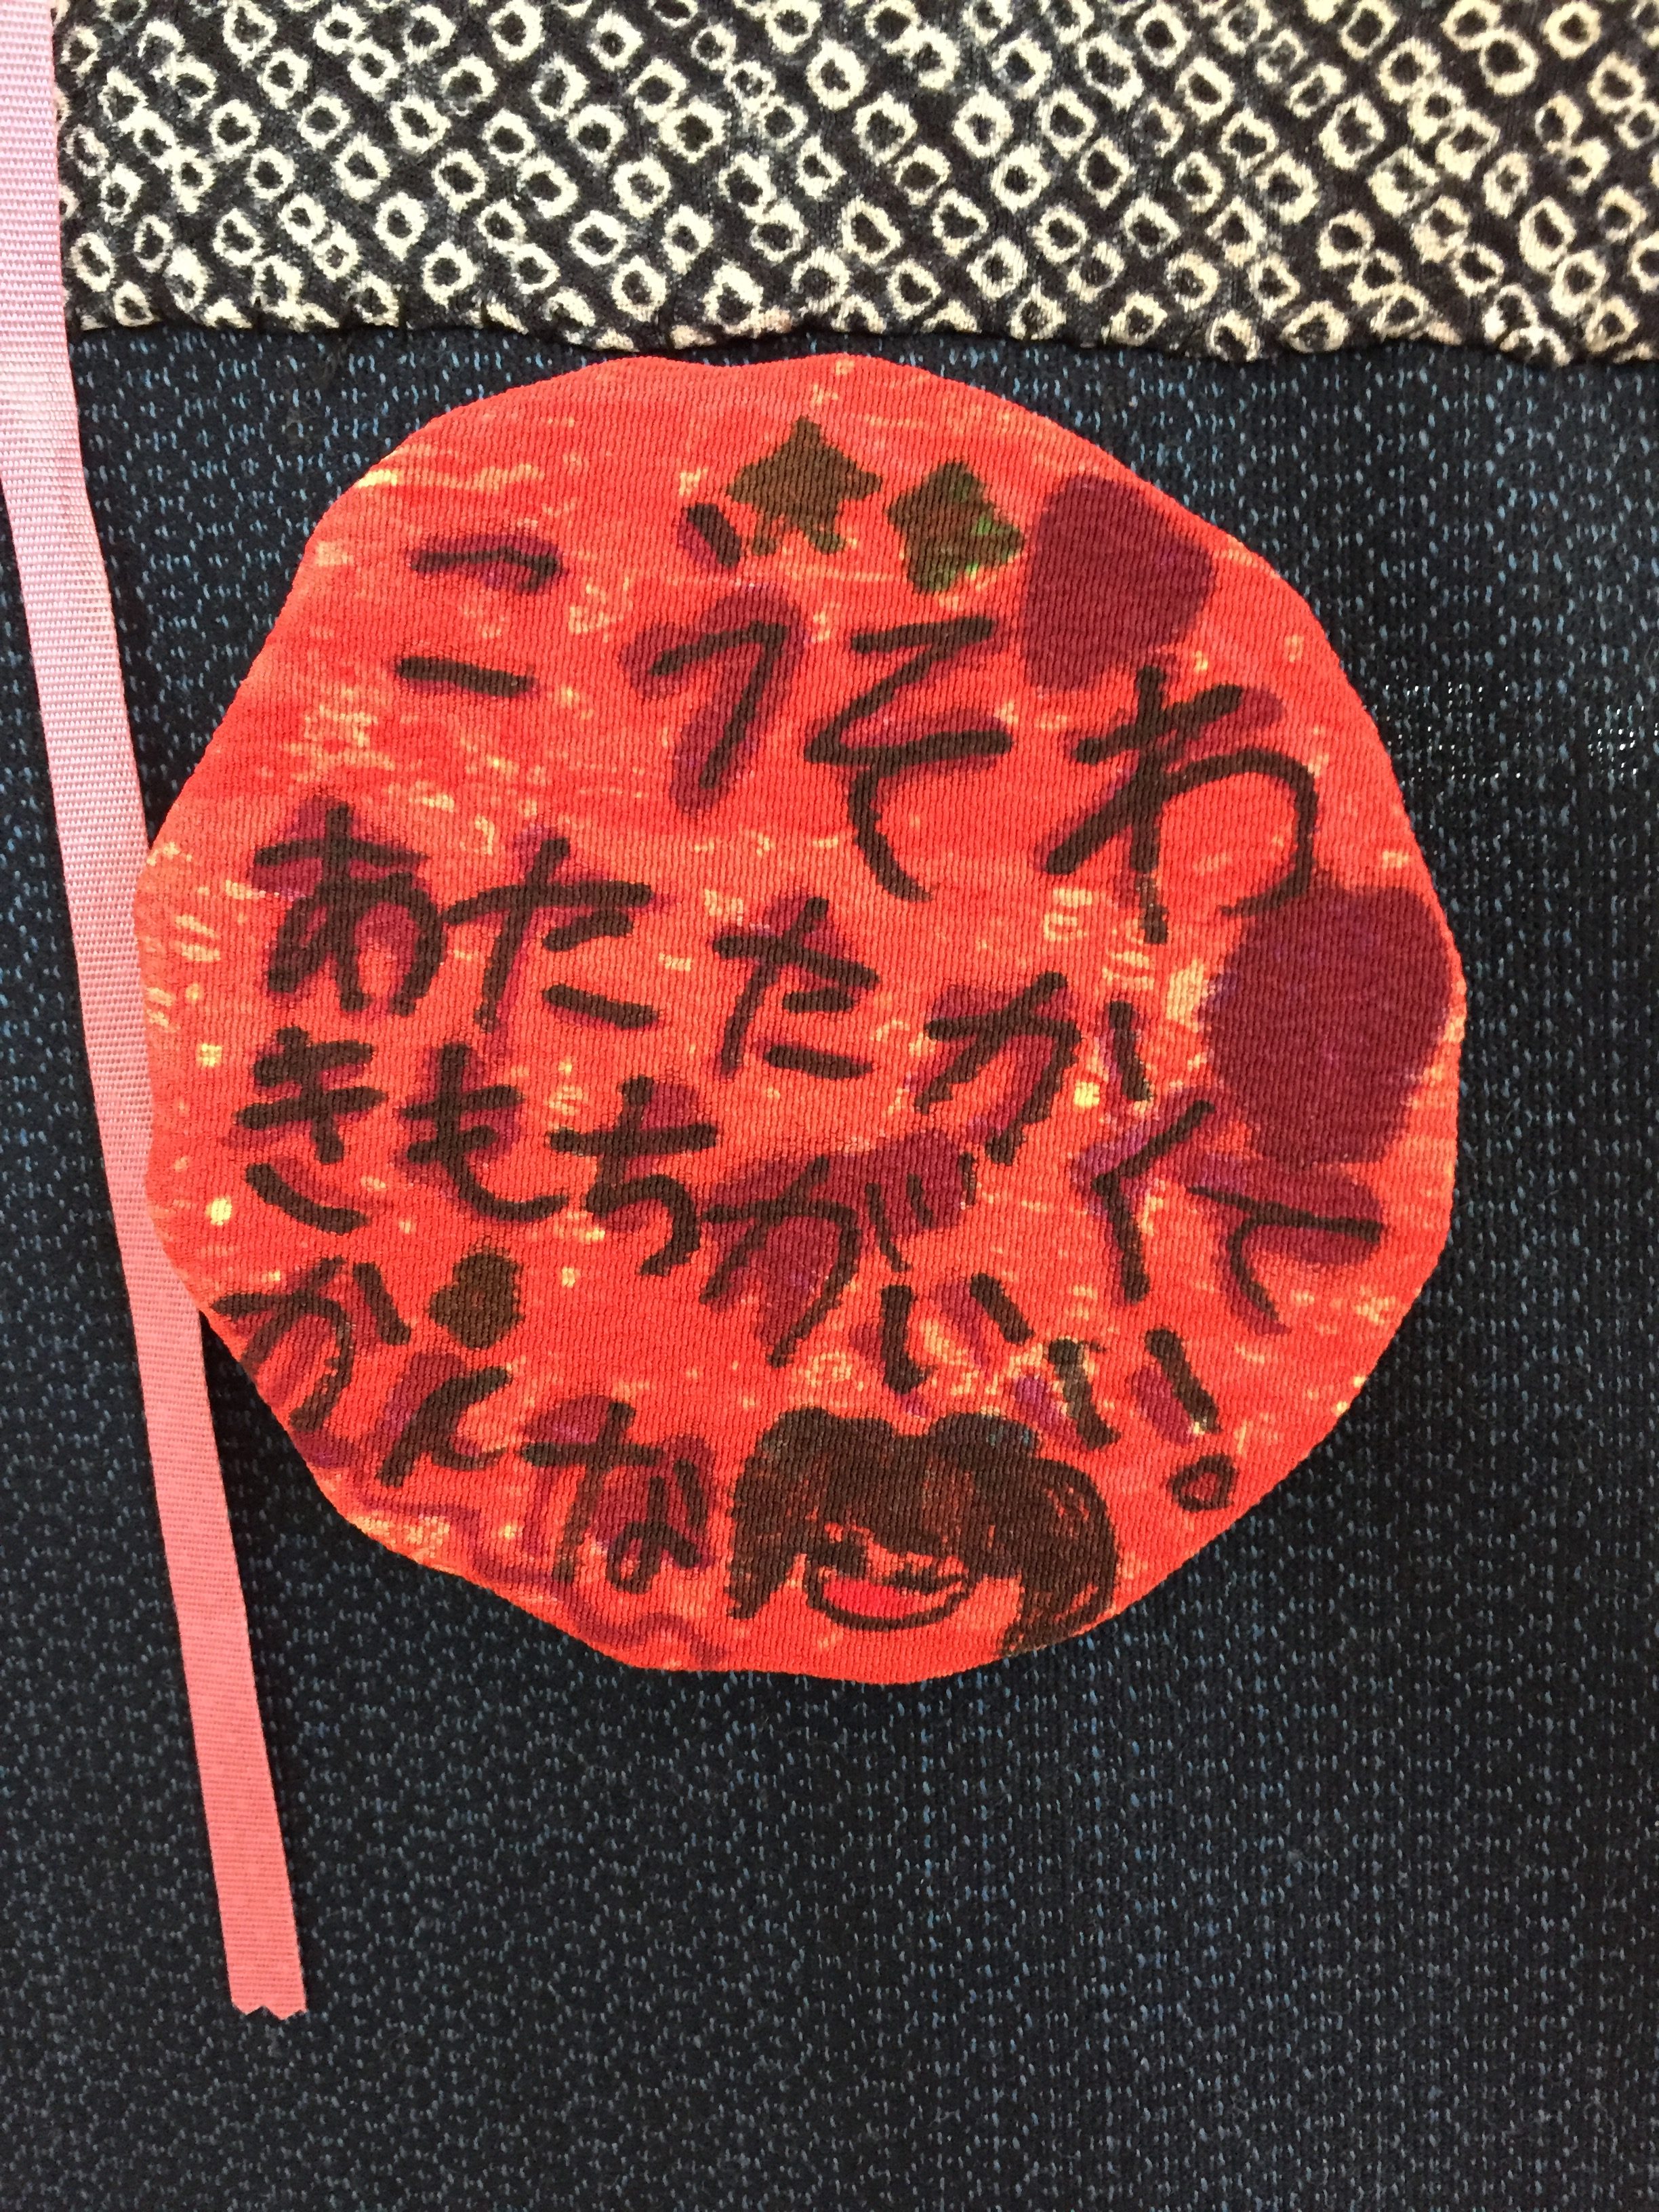 こうそわ
あたたかくて
きもちがいい。
かんな